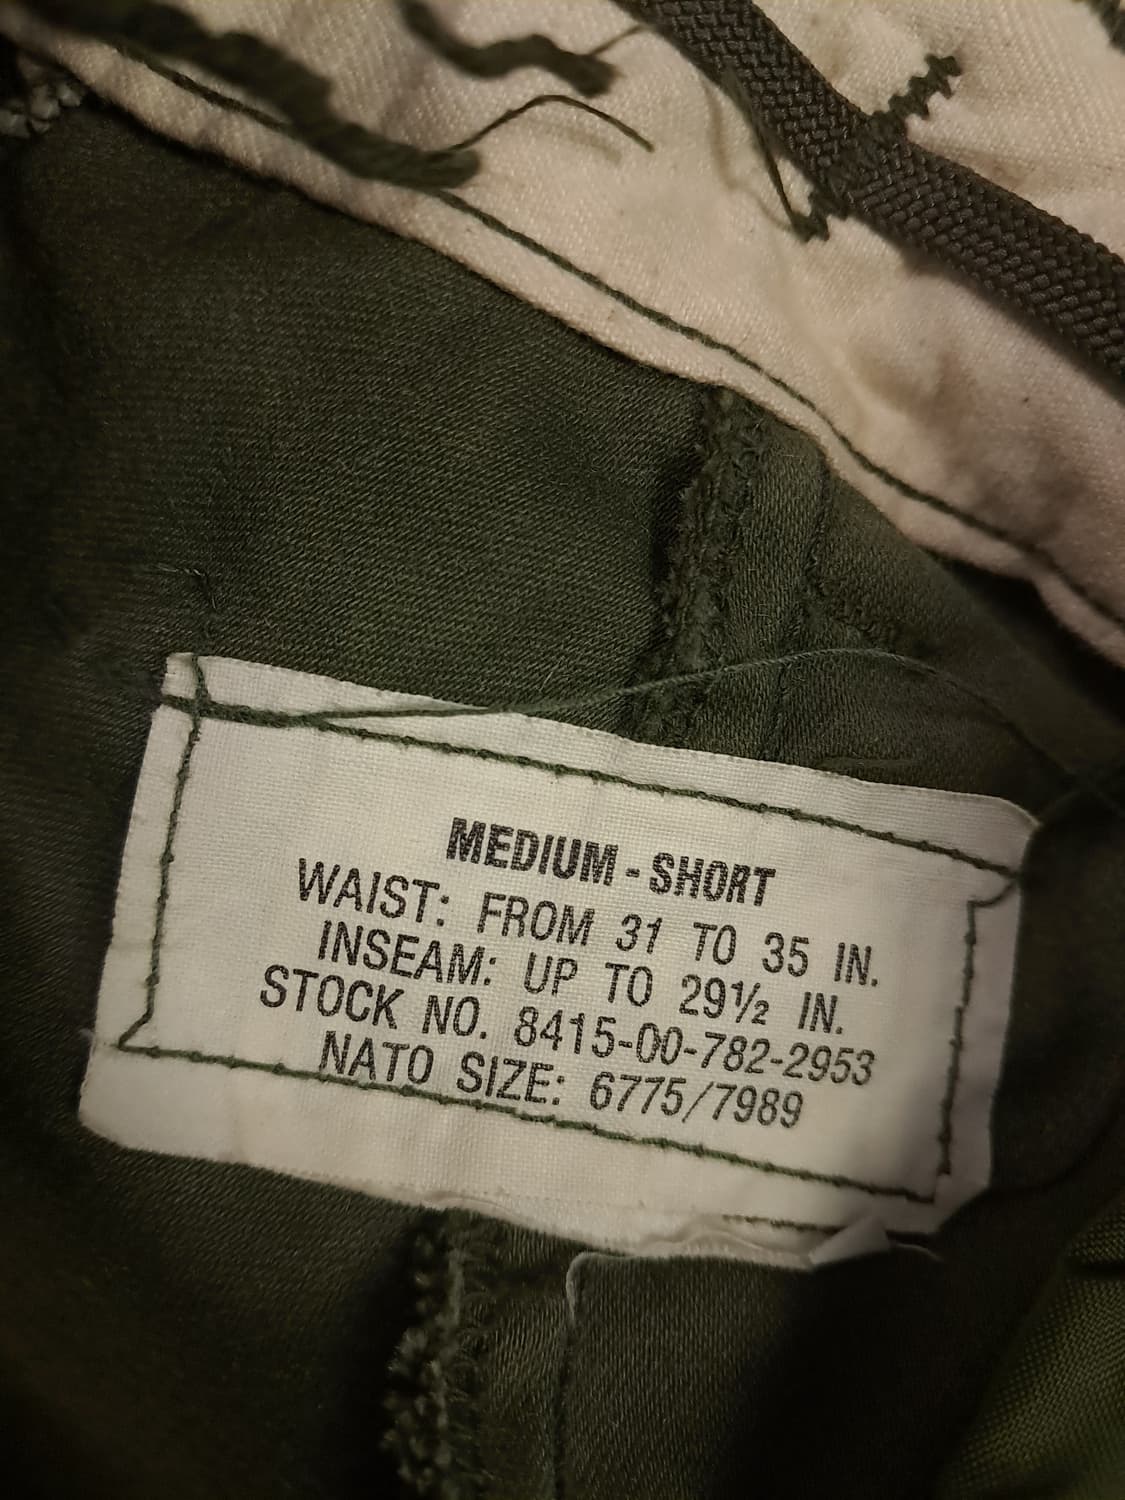 MEDIUM - SHORT
WAIST: FROM 31 TO 35 IN.
INSEAM: UP TO 29½ IN.
STOCK NO. 8415-00-782-2953
NATO SIZE: 6775/7989